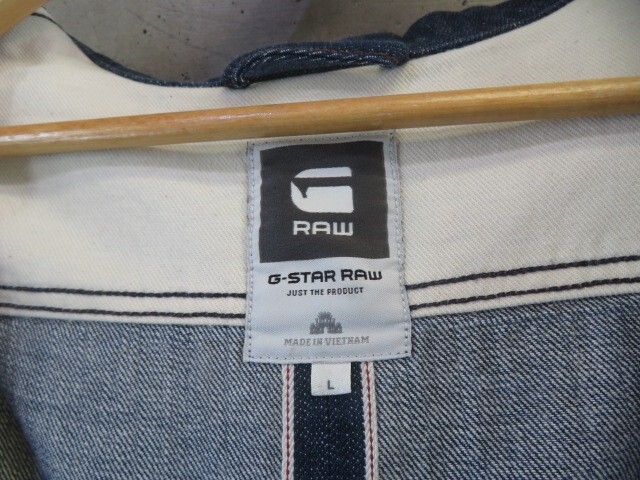 G
RAW
G-STAR RAW
JUST THE PRODUCT
MADE IN VIETNAM
L